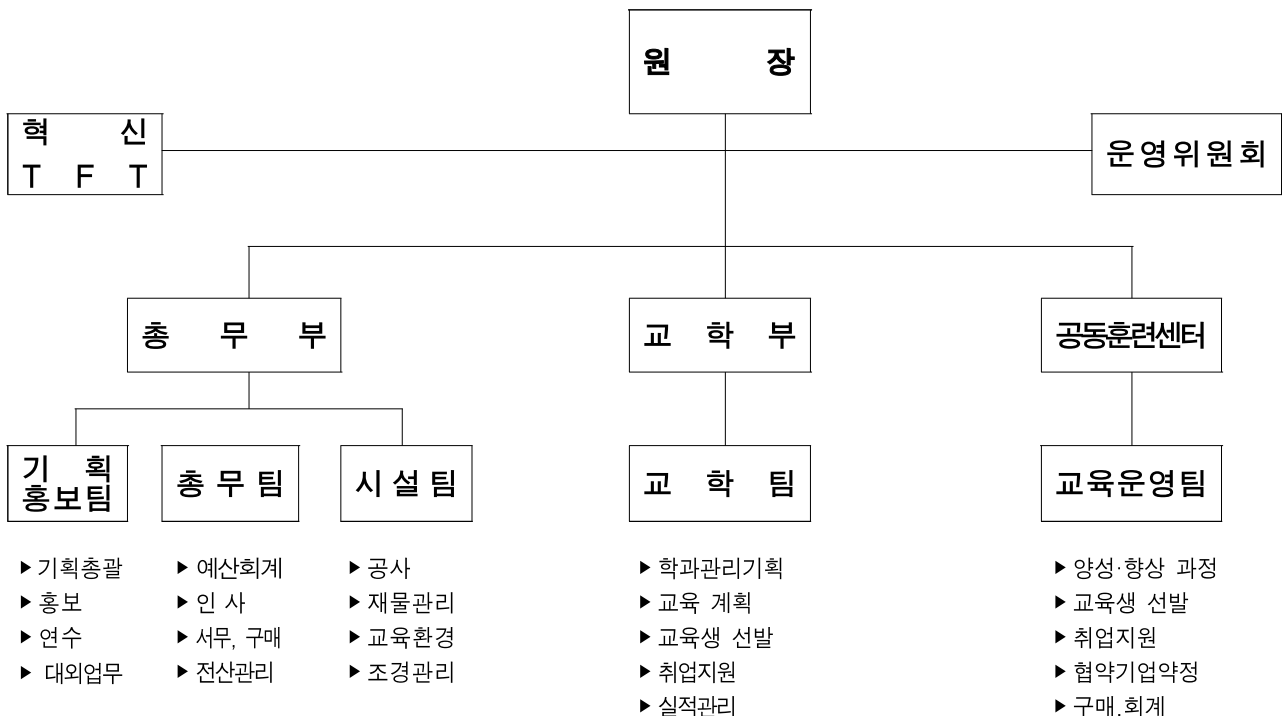 원 장
혁 신
T F T
운영위원회
총 무 부
교 학 부
공동훈련센터
기 획
홍보팀
총 무 팀
시 설 팀
교 학 팀
교육운영팀
▶ 기획총괄
▶ 홍보
▶ 연수
▶ 대외업무
▶ 예산회계
▶ 인 사
▶ 서무, 구매
▶ 전산관리
▶ 공사
▶ 재물관리
▶ 교육환경
▶ 조경관리
▶ 학과관리기획
▶ 교육 계획
▶ 교육생 선발
▶ 취업지원
▶ 실적관리
▶ 양성·향상 과정
▶ 교육생 선발
▶ 취업지원
▶ 협약기업약정
▶ 구매.회계